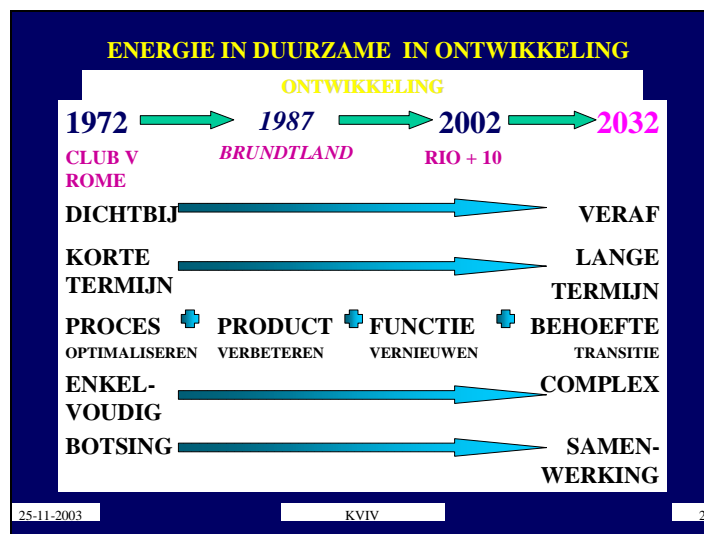 ENERGIE IN DUURZAME IN ONTWIKKELING
ONTWIKKELING
1972 1987 2002 2032
CLUB V ROME BRUNDTLAND RIO + 10
DICHTBIJ VERAF
KORTE TERMIJN LANGE TERMIJN
PROCES PRODUCT FUNCTIE BEHOEFTE
OPTIMALISEREN VERBETEREN VERNIEUWEN TRANSITIE
ENKEL-
VOUDIG COMPLEX
BOTSING SAMEN-
WERKING
25-11-2003 KVIV 2